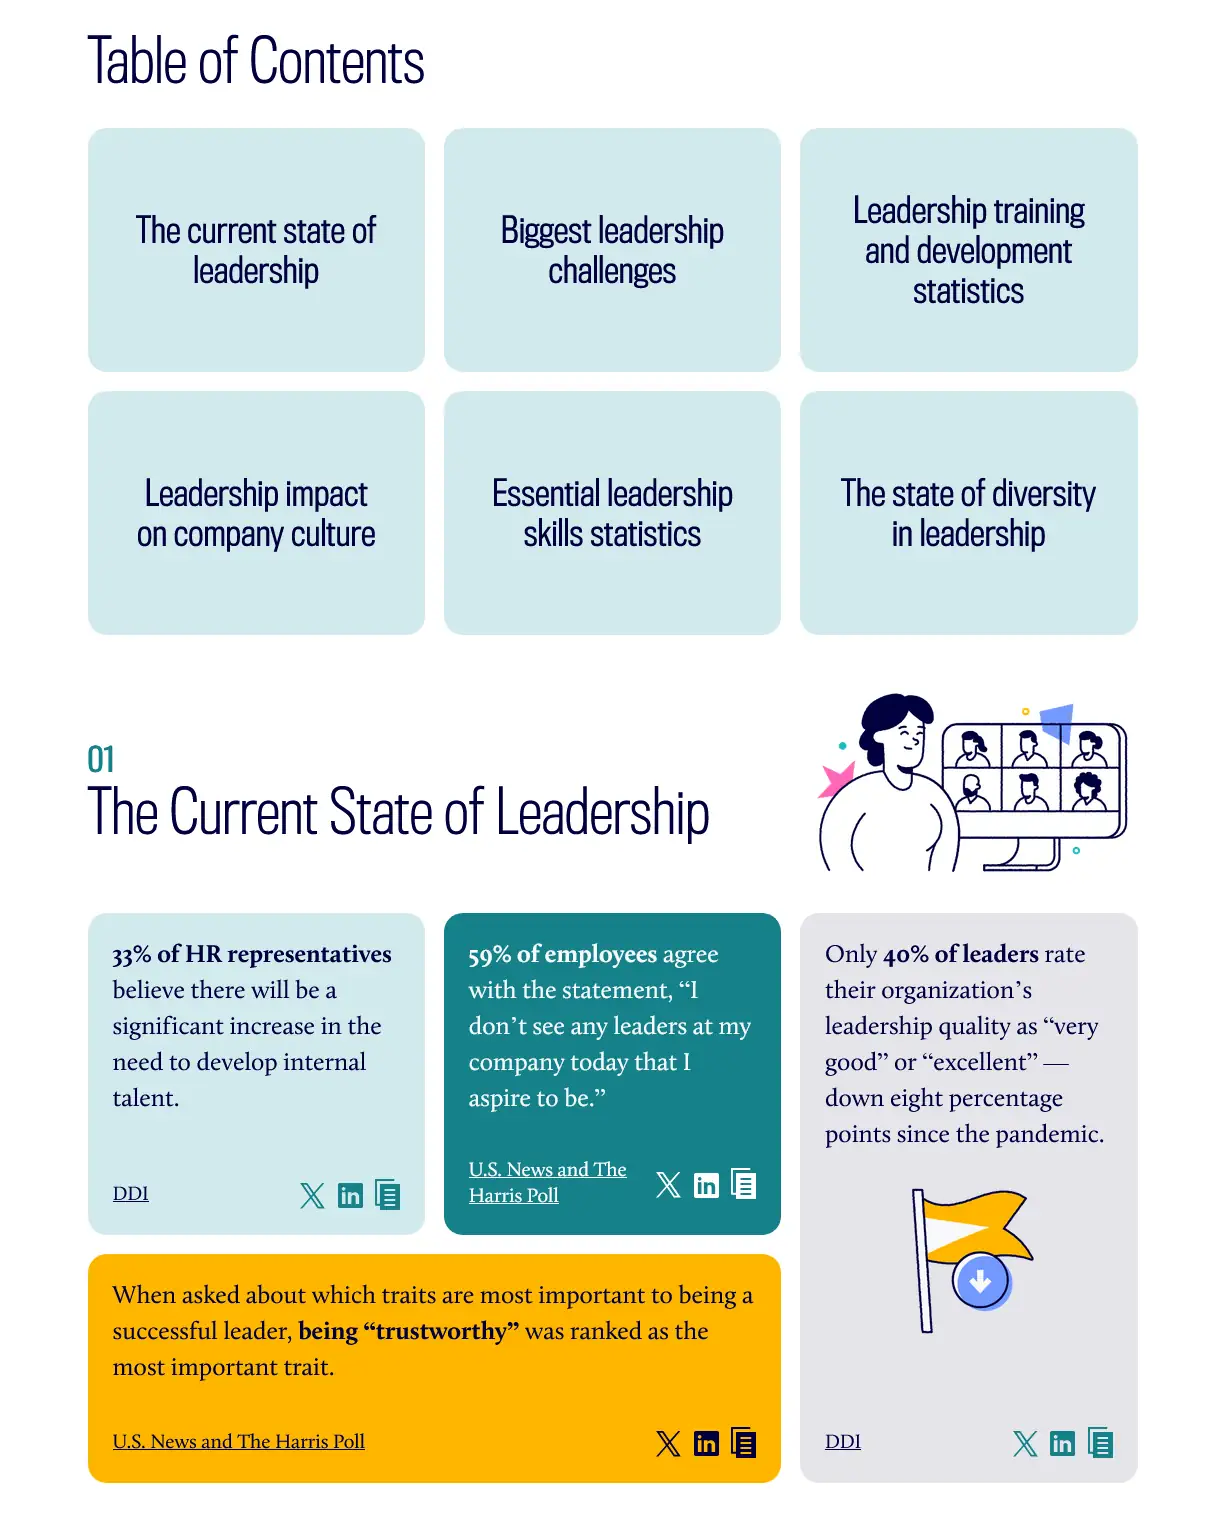 Table of Contents
The current state of
leadership
Biggest leadership
challenges
Leadership training
and development
statistics
Leadership impact
on company culture
Essential leadership
skills statistics
The state of diversity
in leadership
01
The Current State of Leadership
33% of HR representatives
believe there will be a
significant increase in the
need to develop internal
talent.
DDI
in
59% of employees agree
with the statement, “I
don’t see any leaders at my
company today that I
aspire to be.”
U.S. News and The
Harris Poll
in
Only 40% of leaders rate
their organization’s
leadership quality as “very
good” or “excellent” —
down eight percentage
points since the pandemic.
DDI
in
When asked about which traits are most important to being a
successful leader, being “trustworthy” was ranked as the
most important trait.
U.S. News and The Harris Poll
in